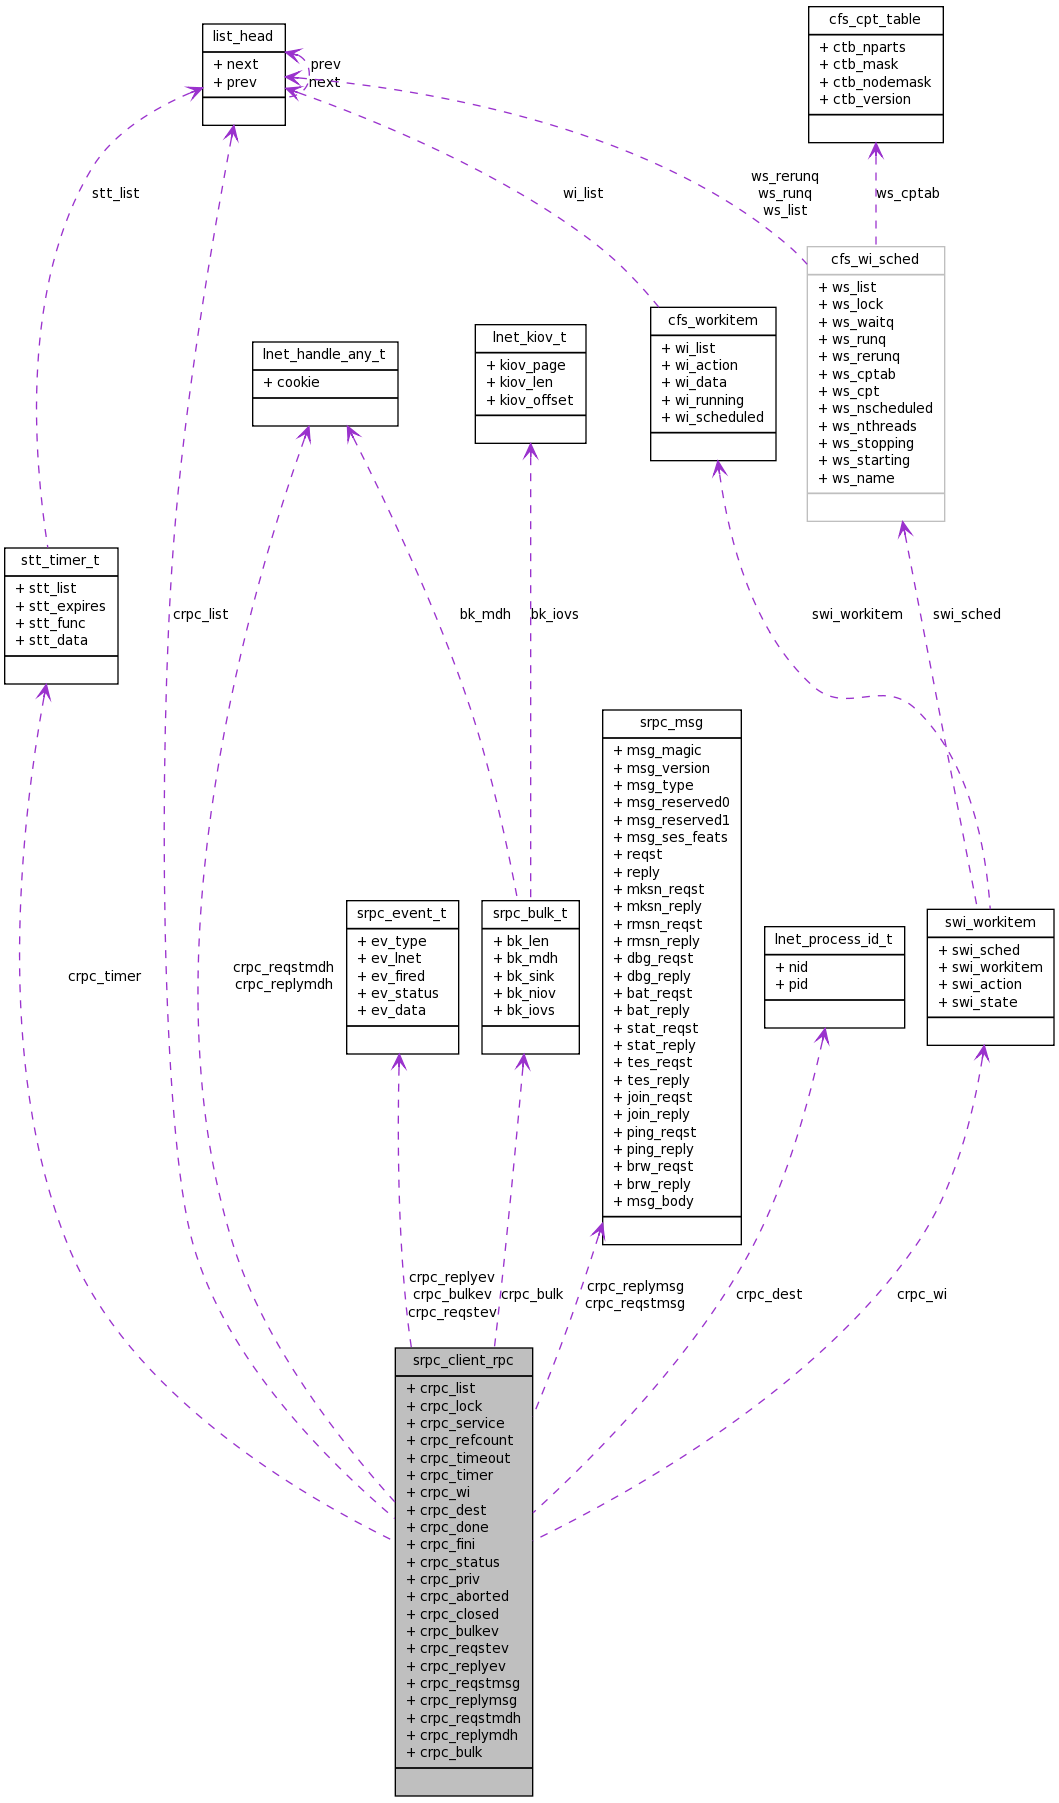 cfs_cpt_table
+ ctb_nparts
+ ctb_mask
+ ctb_nodemask
+ ctb_version
list_head
+ next
+ prev
prev
next
stt_list
wi_list
ws_rerunq
ws_runq
ws_list
ws_cptab
cfs_wi_sched
+ ws_list
+ ws_lock
+ ws_waitq
+ ws_runq
+ ws_rerunq
+ ws_cptab
+ ws_cpt
+ ws_nscheduled
+ ws_nthreads
+ ws_stopping
+ ws_starting
+ ws_name
cfs_workitem
+ wi_list
+ wi_action
+ wi_data
+ wi_running
+ wi_scheduled
lnet_kiov_t
+ kiov_page
+ kiov_len
+ kiov_offset
lnet_handle_any_t
+ cookie
stt_timer_t
+ stt_list
+ stt_expires
+ stt_func
+ stt_data
crpc_list
bk_mdh
bk_iovs
swi_workitem
swi_sched
srpc_msg
+ msg_magic
+ msg_version
+ msg_type
+ msg_reserved0
+ msg_reserved1
+ msg_ses_feats
+ reqst
+ reply
+ mksn_reqst
+ mksn_reply
+ rmsn_reqst
+ rmsn_reply
+ dbg_reqst
+ dbg_reply
+ bat_reqst
+ bat_reply
+ stat_reqst
+ stat_reply
+ tes_reqst
+ tes_reply
+ join_reqst
+ join_reply
+ ping_reqst
+ ping_reply
+ brw_reqst
+ brw_reply
+ msg_body
srpc_event_t
+ ev_type
+ ev_lnet
+ ev_fired
+ ev_status
+ ev_data
srpc_bulk_t
+ bk_len
+ bk_mdh
+ bk_sink
+ bk_niov
+ bk_iovs
lnet_process_id_t
+ nid
+ pid
swi_workitem
+ swi_sched
+ swi_workitem
+ swi_action
+ swi_state
crpc_timer
crpc_reqstmdh
crpc_replymdh
crpc_replyev
crpc_bulkev
crpc_reqstev
crpc_bulk
crpc_replymsg
crpc_reqstmsg
crpc_dest
crpc_wi
srpc_client_rpc
+ crpc_list
+ crpc_lock
+ crpc_service
+ crpc_refcount
+ crpc_timeout
+ crpc_timer
+ crpc_wi
+ crpc_dest
+ crpc_done
+ crpc_fini
+ crpc_status
+ crpc_priv
+ crpc_aborted
+ crpc_closed
+ crpc_bulkev
+ crpc_reqstev
+ crpc_replyev
+ crpc_reqstmsg
+ crpc_replymsg
+ crpc_reqstmdh
+ crpc_replymdh
+ crpc_bulk